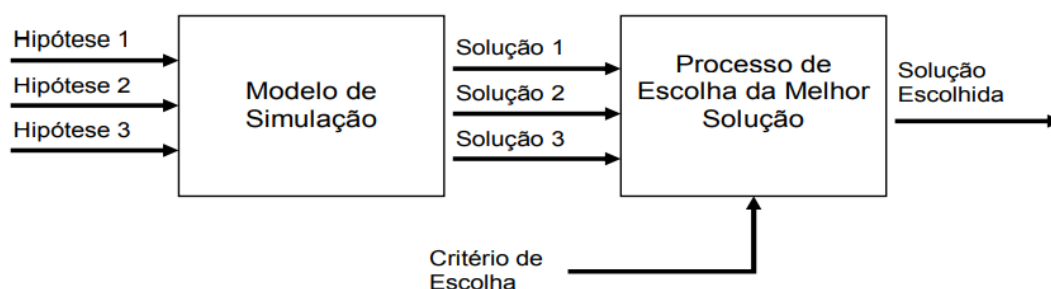 Hipótese 1
Hipótese 2
Hipótese 3
Modelo de
Simulação
Solução 1
Solução 2
Solução 3
Processo de
Escolha da Melhor
Solução
Solução
Escolhida
Critério de
Escolha